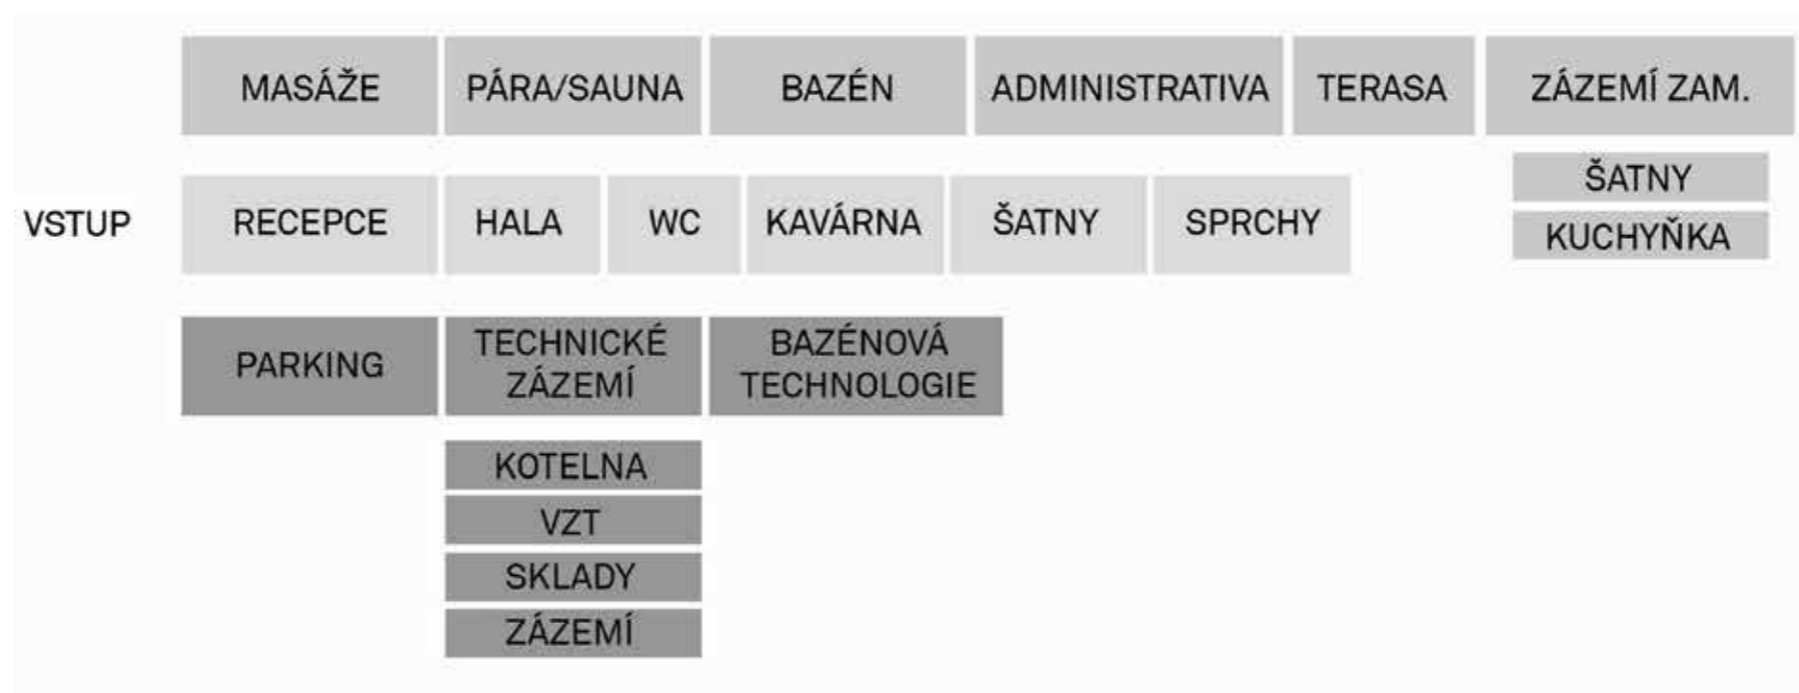 MASÁŽE
PÁRA/SAUNA
BAZÉN
ADMINISTRATIVA
TERASA
ZÁZEMÍ ZAM.
ŠATNY
KUCHYŇKA
VSTUP
RECEPCE
HALA
WC
KAVÁRNA
ŠATNY
SPRCHY
PARKING
TECHNICKÉ
ZÁZEMÍ
BAZÉNOVÁ
TECHNOLOGIE
KOTELNA
VZT
SKLADY
ZÁZEMÍ